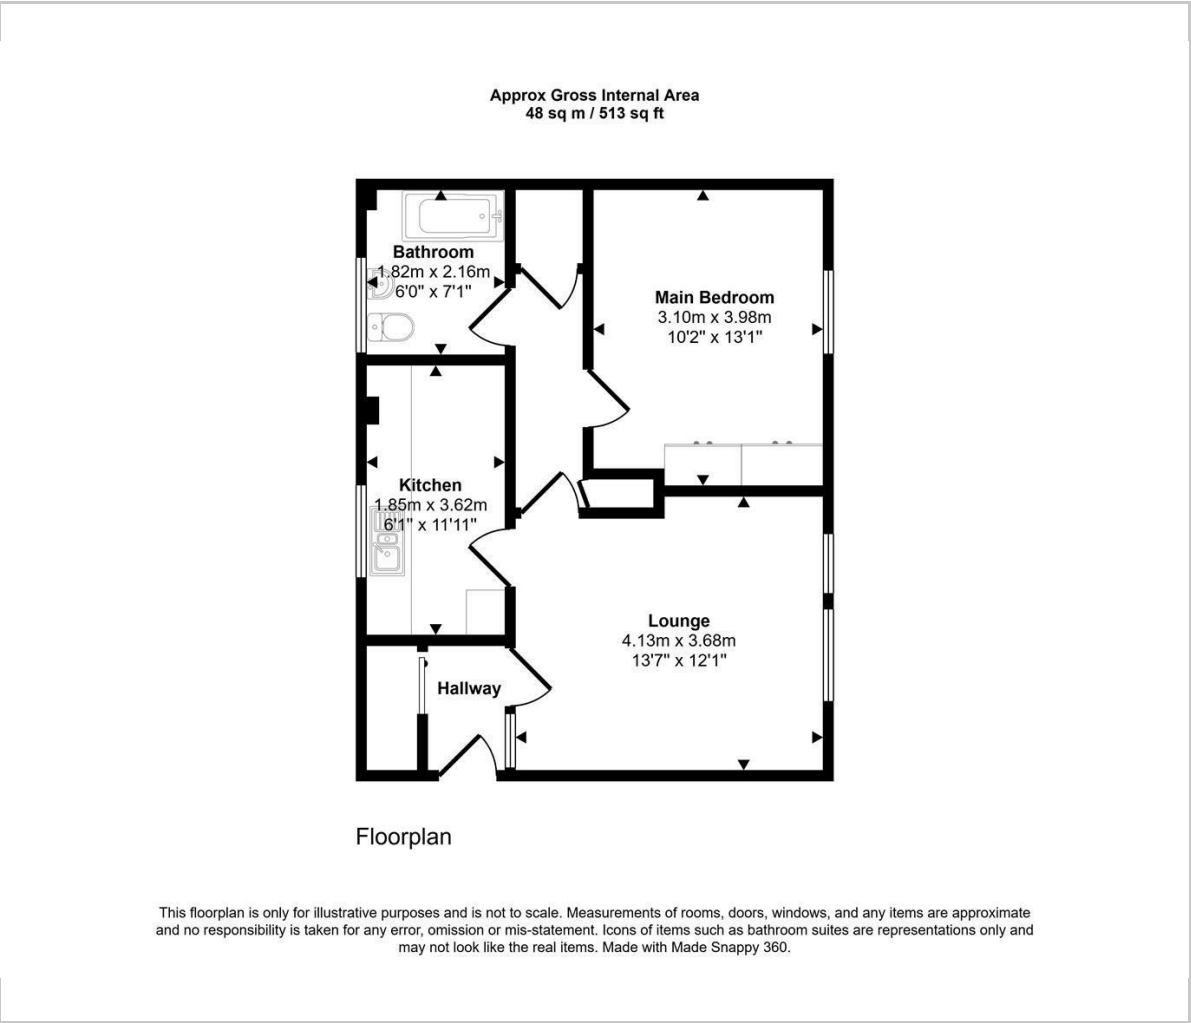 Approx Gross Internal Area
48 sq m / 513 sq ft
Bathroom
1.82m x 2.16m
6'0" x 7'1"
Main Bedroom
3.10m x 3.98m
10'2" x 13'1"
Kitchen
1.85m x 3.62m
6'1" x 11'11"
Lounge
4.13m x 3.68m
13'7" x 12'1"
Hallway
Floorplan
This floorplan is only for illustrative purposes and is not to scale. Measurements of rooms, doors, windows, and any items are approximate
and no responsibility is taken for any error, omission or mis-statement. Icons of items such as bathroom suites are representations only and
may not look like the real items. Made with Made Snappy 360.